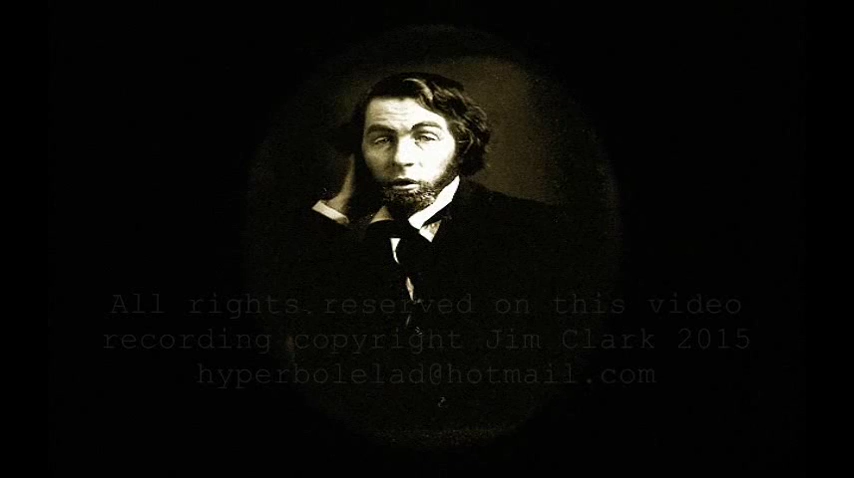 All rights reserved on this video
recording copyright Jim Clark 2015
hyperbolelad@hotmail.com